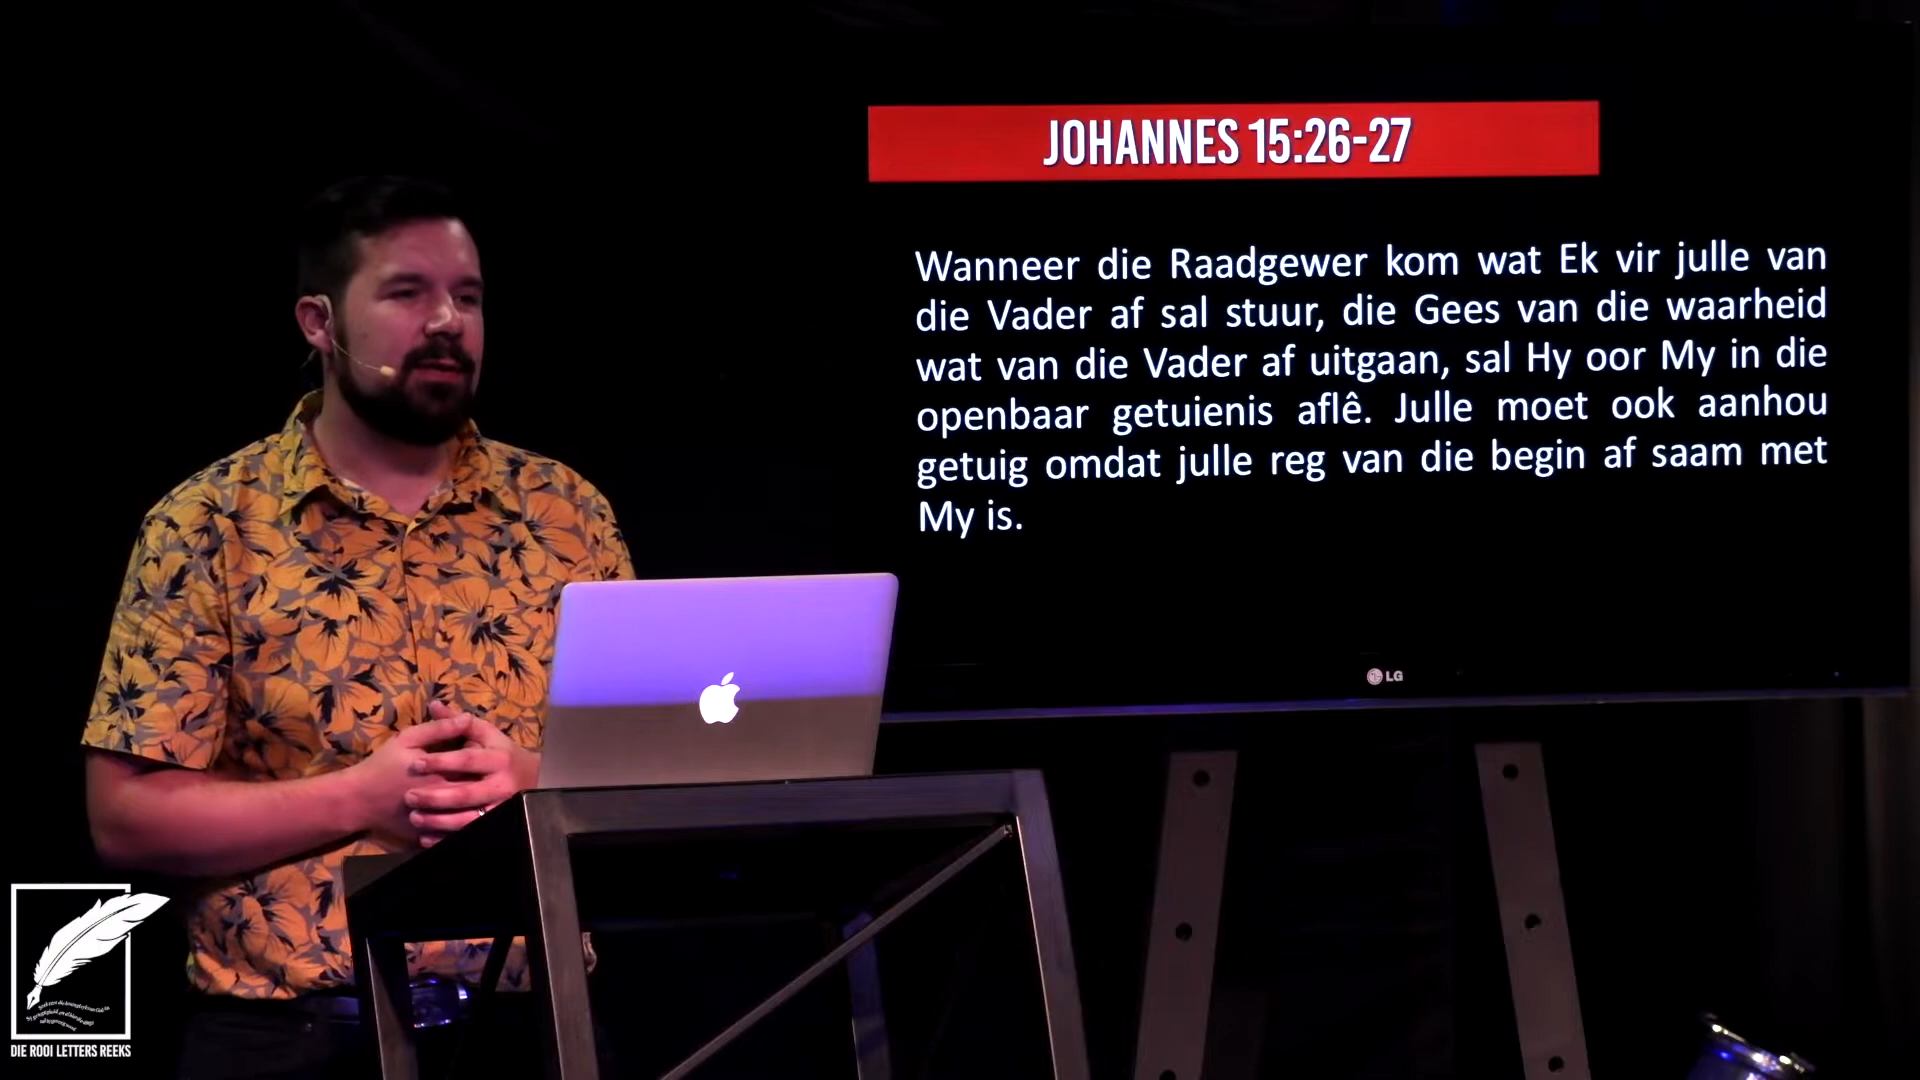 JOHANNES 15:26-27
Wanneer die Raadgewer kom wat Ek vir julle van
die Vader af sal stuur, die Gees van die waarheid
wat van die Vader af uitgaan, sal Hy oor My in die
openbaar getuienis aflê. Julle moet ook aanhou
getuig omdat julle reg van die begin af saam met
My is.
LG
DIE ROOI LETTERS REEKS